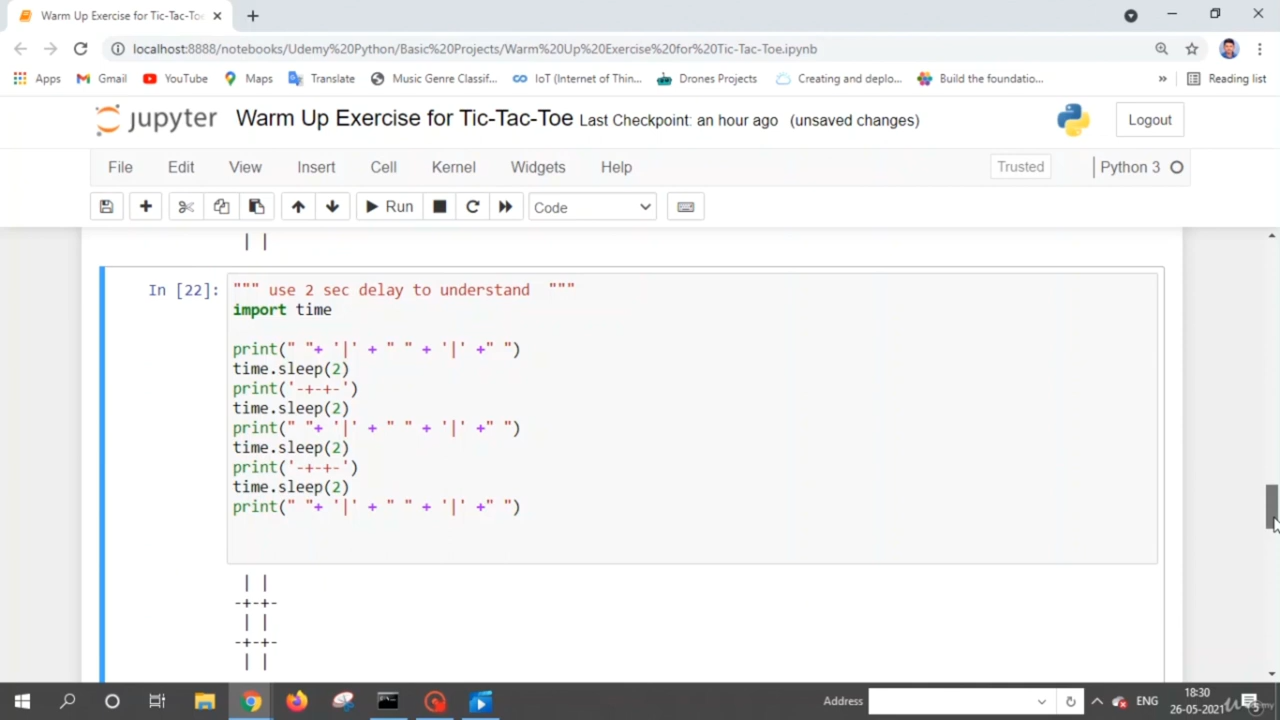 Warm Up Exercise for Tic-Tac-Toe
localhost:8888/notebooks/Udemy%20Python/Basic%20Projects/Warm%20Up%20Exercise%20for%20Tic-Tac-Toe.ipynb
Apps Gmail YouTube Maps Translate Music Genre Classif... IoT (Internet of Thin... Drones Projects Creating and deplo... Build the foundatio... » Reading list
jupyter Warm Up Exercise for Tic-Tac-Toe Last Checkpoint: an hour ago (unsaved changes) Logout
File Edit View Insert Cell Kernel Widgets Help Trusted Python 3
Run Code
| |
In [22]: """ use 2 sec delay to understand  """
import time
print(" "+ '|' + " " + '|' +" ")
time.sleep(2)
print('-+-+-')
time.sleep(2)
print(" "+ '|' + " " + '|' +" ")
time.sleep(2)
print('-+-+-')
time.sleep(2)
print(" "+ '|' + " " + '|' +" ")
| |
-+-+-
| |
-+-+-
| |
Address ENG 18:30
26-05-2021